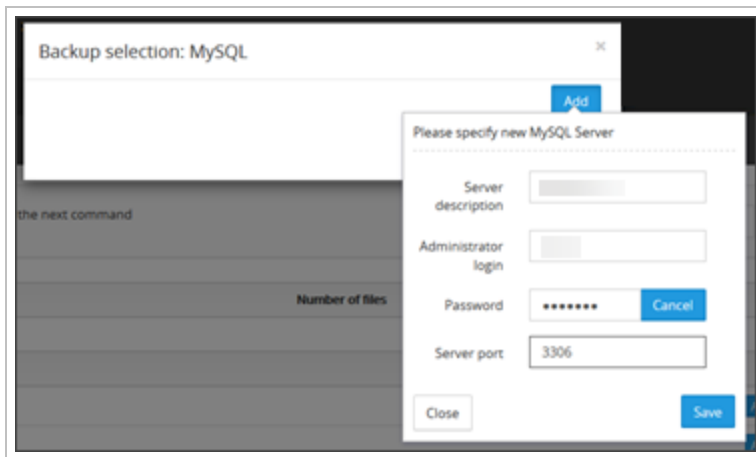 Backup selection: MySQL
×
Add
Please specify new MySQL Server
Server
description
Administrator
login
Password
•••••••
Cancel
Server port
3306
Close
Save
the next command
Number of files